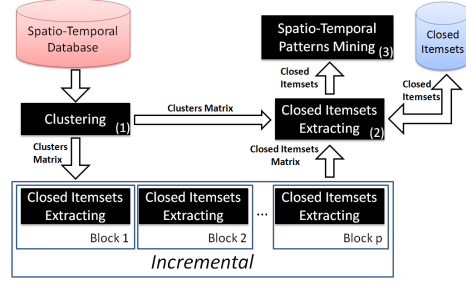 Spatio-Temporal
Database
Spatio-Temporal
Patterns Mining (3)
Closed
Itemsets
Closed
Itemsets
Closed
Itemsets
Clustering (1)
Clusters Matrix
Closed Itemsets
Extracting (2)
Clusters
Matrix
Closed Itemsets
Matrix
Closed Itemsets
Extracting
Block 1
Closed Itemsets
Extracting
Block 2
...
Closed Itemsets
Extracting
Block p
Incremental